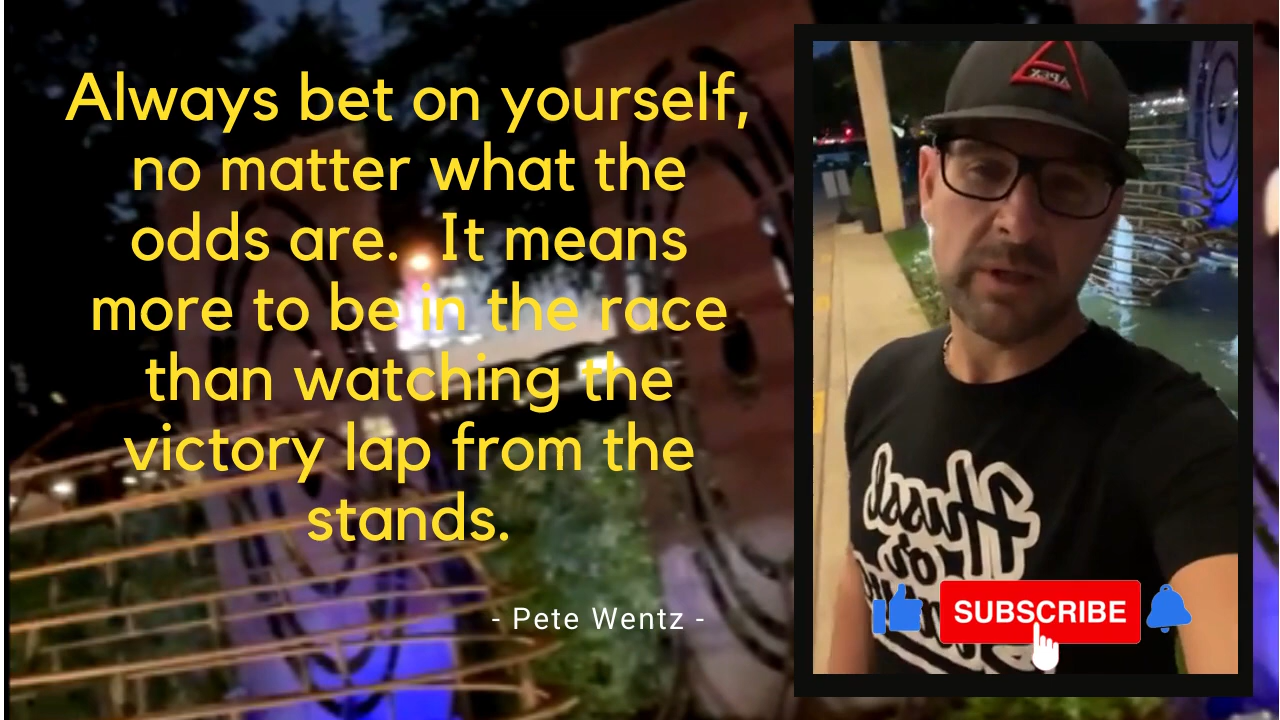 Always bet on yourself,
no matter what the
odds are.  It means
more to be in the race
than watching the
victory lap from the
stands.
- Pete Wentz -
APEX
SUBSCRIBE